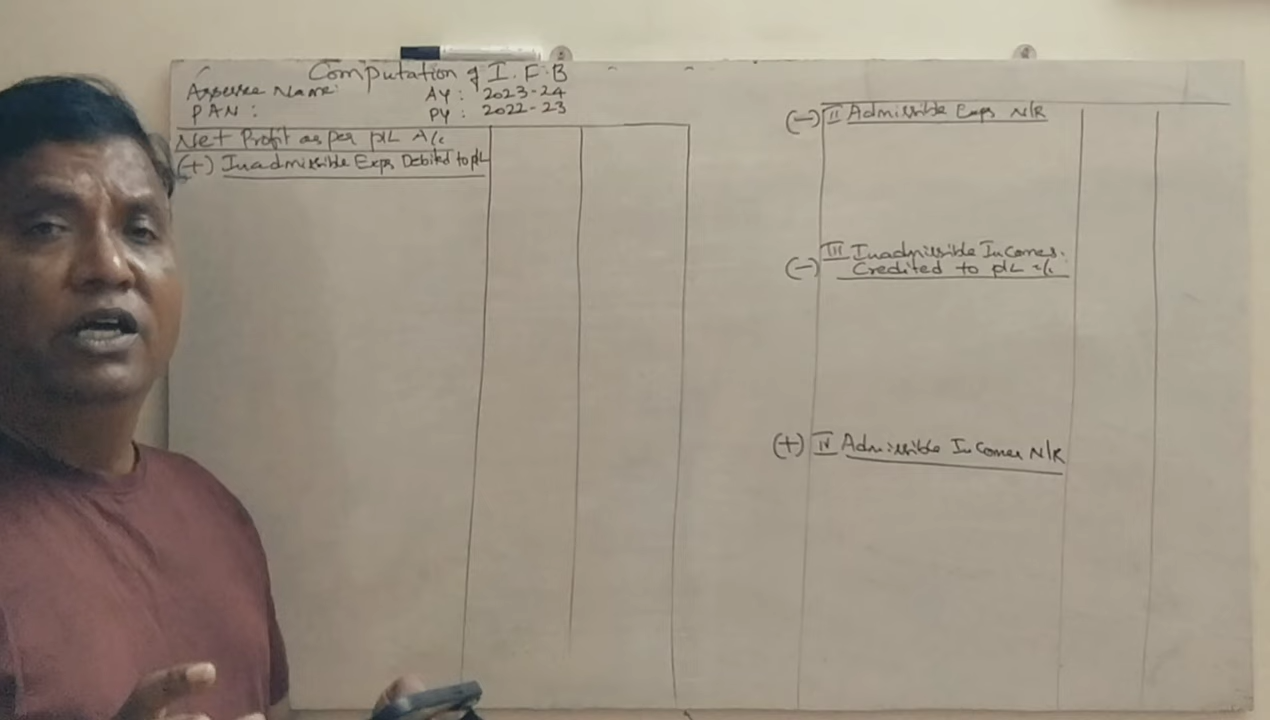 Computation of I.F.B
Assessee Name:
AY: 2023-24
PAN:
PY: 2022-23
Net Profit as per P/L A/c
(+) Inadmissible Exps Debited to P/L
(-) II Admissible Exps N/R
III Inadmissible Incomes.
(-) Credited to P/L A/c
(+) IV Admissible Incomes N/R